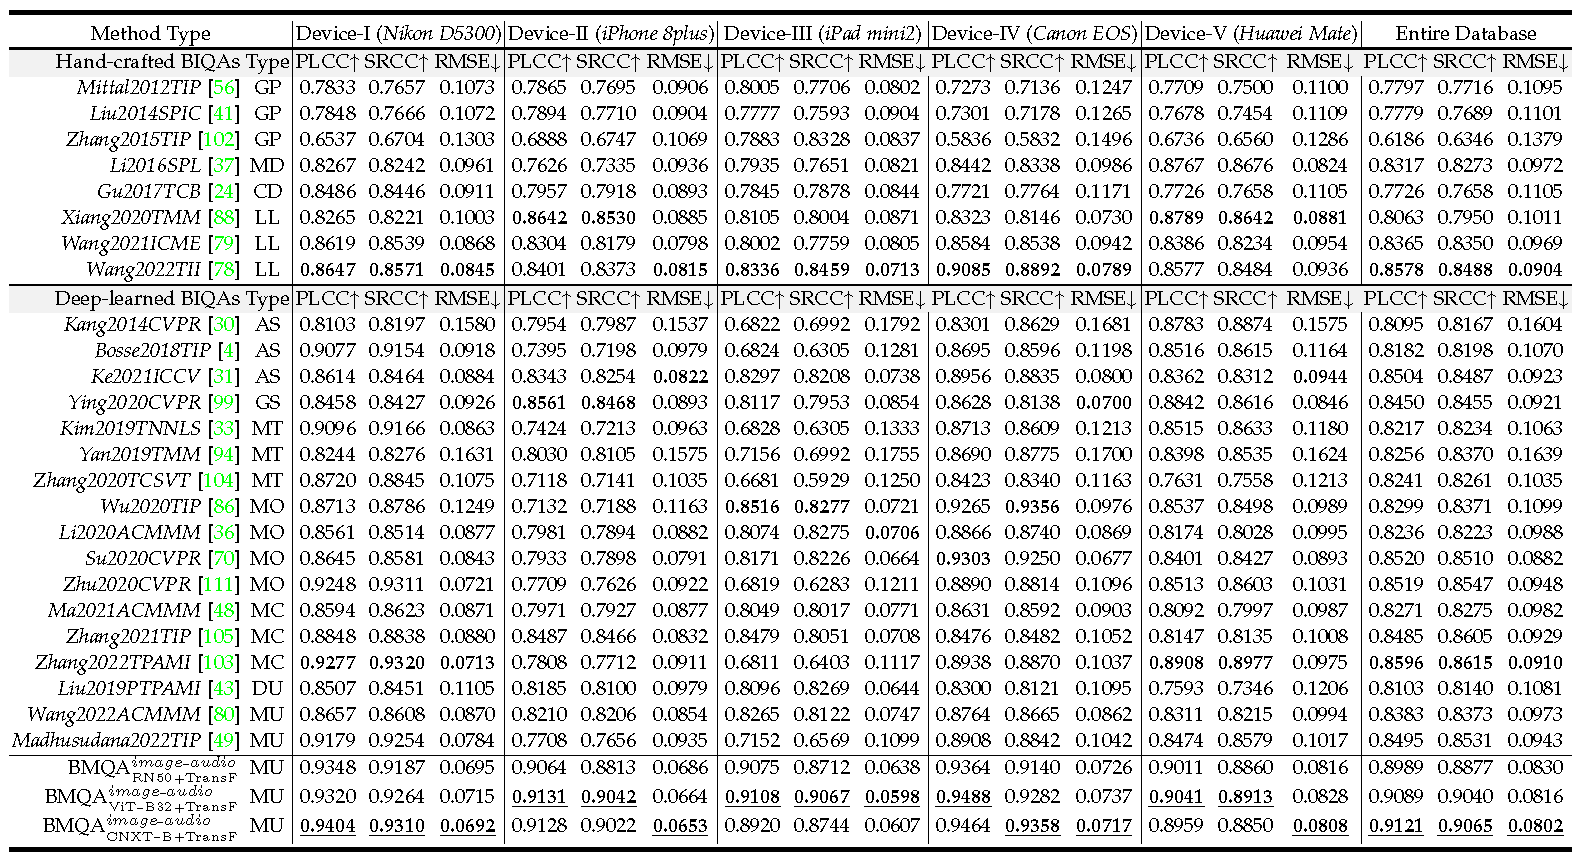 Method Type Device-I (Nikon D5300) Device-II (iPhone 8plus) Device-III (iPad mini2) Device-IV (Canon EOS) Device-V (Huawei Mate) Entire Database
Hand-crafted BIQAs Type PLCC↑ SRCC↑ RMSE↓ PLCC↑ SRCC↑ RMSE↓ PLCC↑ SRCC↑ RMSE↓ PLCC↑ SRCC↑ RMSE↓ PLCC↑ SRCC↑ RMSE↓ PLCC↑ SRCC↑ RMSE↓
Mittal2012TIP [56] GP 0.7833 0.7657 0.1073 0.7865 0.7695 0.0906 0.8005 0.7706 0.0802 0.7273 0.7136 0.1247 0.7709 0.7500 0.1100 0.7797 0.7716 0.1095
Liu2014SPIC [41] GP 0.7848 0.7666 0.1072 0.7894 0.7710 0.0904 0.7777 0.7593 0.0904 0.7301 0.7178 0.1265 0.7678 0.7454 0.1109 0.7779 0.7689 0.1101
Zhang2015TIP [102] GP 0.6537 0.6704 0.1303 0.6888 0.6747 0.1069 0.7883 0.8328 0.0837 0.5836 0.5832 0.1496 0.6736 0.6560 0.1286 0.6186 0.6346 0.1379
Li2016SPL [37] MD 0.8267 0.8242 0.0961 0.7626 0.7335 0.0936 0.7935 0.7651 0.0821 0.8442 0.8338 0.0986 0.8767 0.8676 0.0824 0.8317 0.8273 0.0972
Gu2017TCB [24] CD 0.8486 0.8446 0.0911 0.7957 0.7918 0.0893 0.7845 0.7878 0.0844 0.7721 0.7764 0.1171 0.7726 0.7658 0.1105 0.7726 0.7658 0.1105
Xiang2020TMM [88] LL 0.8265 0.8221 0.1003 0.8642 0.8530 0.0885 0.8105 0.8004 0.0871 0.8323 0.8146 0.0730 0.8789 0.8642 0.0881 0.8063 0.7950 0.1011
Wang2021ICME [79] LL 0.8619 0.8539 0.0868 0.8304 0.8179 0.0798 0.8002 0.7759 0.0805 0.8584 0.8538 0.0942 0.8386 0.8234 0.0954 0.8365 0.8350 0.0969
Wang2022TII [78] LL 0.8647 0.8571 0.0845 0.8401 0.8373 0.0815 0.8336 0.8459 0.0713 0.9085 0.8892 0.0789 0.8577 0.8484 0.0936 0.8578 0.8488 0.0904
Deep-learned BIQAs Type PLCC↑ SRCC↑ RMSE↓ PLCC↑ SRCC↑ RMSE↓ PLCC↑ SRCC↑ RMSE↓ PLCC↑ SRCC↑ RMSE↓ PLCC↑ SRCC↑ RMSE↓ PLCC↑ SRCC↑ RMSE↓
Kang2014CVPR [30] AS 0.8103 0.8197 0.1580 0.7954 0.7987 0.1537 0.6822 0.6992 0.1792 0.8301 0.8629 0.1681 0.8783 0.8874 0.1575 0.8095 0.8167 0.1604
Bosse2018TIP [4] AS 0.9077 0.9154 0.0918 0.7395 0.7198 0.0979 0.6824 0.6305 0.1281 0.8695 0.8596 0.1198 0.8516 0.8615 0.1164 0.8182 0.8198 0.1070
Ke2021ICCV [31] AS 0.8614 0.8464 0.0884 0.8343 0.8254 0.0822 0.8297 0.8208 0.0738 0.8956 0.8835 0.0800 0.8362 0.8312 0.0944 0.8504 0.8487 0.0923
Ying2020CVPR [99] GS 0.8458 0.8427 0.0926 0.8561 0.8468 0.0893 0.8117 0.7953 0.0854 0.8628 0.8138 0.0700 0.8842 0.8616 0.0846 0.8450 0.8455 0.0921
Kim2019TNNLS [33] MT 0.9096 0.9166 0.0863 0.7424 0.7213 0.0963 0.6828 0.6305 0.1333 0.8713 0.8609 0.1213 0.8515 0.8633 0.1180 0.8217 0.8234 0.1063
Yan2019TMM [94] MT 0.8244 0.8276 0.1631 0.8030 0.8105 0.1575 0.7156 0.6992 0.1755 0.8690 0.8775 0.1700 0.8398 0.8535 0.1624 0.8256 0.8370 0.1639
Zhang2020TCSVT [104] MT 0.8720 0.8845 0.1075 0.7118 0.7141 0.1035 0.6681 0.5929 0.1250 0.8423 0.8340 0.1163 0.7631 0.7558 0.1213 0.8241 0.8261 0.1035
Wu2020TIP [86] MO 0.8713 0.8786 0.1249 0.7132 0.7188 0.1163 0.8516 0.8277 0.0721 0.9265 0.9356 0.0976 0.8537 0.8498 0.0989 0.8299 0.8371 0.1099
Li2020ACMMM [36] MO 0.8561 0.8514 0.0877 0.7981 0.7894 0.0882 0.8074 0.8275 0.0706 0.8866 0.8740 0.0869 0.8174 0.8028 0.0995 0.8236 0.8223 0.0988
Su2020CVPR [70] MO 0.8645 0.8581 0.0843 0.7933 0.7898 0.0791 0.8171 0.8226 0.0664 0.9303 0.9250 0.0677 0.8401 0.8427 0.0893 0.8520 0.8510 0.0882
Zhu2020CVPR [111] MO 0.9248 0.9311 0.0721 0.7709 0.7626 0.0922 0.6819 0.6283 0.1211 0.8890 0.8814 0.1096 0.8513 0.8603 0.1031 0.8519 0.8547 0.0948
Ma2021ACMMM [48] MC 0.8594 0.8623 0.0871 0.7971 0.7927 0.0877 0.8049 0.8017 0.0771 0.8631 0.8592 0.0903 0.8092 0.7997 0.0987 0.8271 0.8275 0.0982
Zhang2021TIP [105] MC 0.8848 0.8838 0.0880 0.8487 0.8466 0.0832 0.8479 0.8051 0.0708 0.8476 0.8482 0.1052 0.8147 0.8135 0.1008 0.8485 0.8605 0.0929
Zhang2022TPAMI [103] MC 0.9277 0.9320 0.0713 0.7808 0.7712 0.0911 0.6811 0.6403 0.1117 0.8938 0.8870 0.1037 0.8908 0.8977 0.0975 0.8596 0.8615 0.0910
Liu2019PTPAMI [43] DU 0.8507 0.8451 0.1105 0.8185 0.8100 0.0979 0.8096 0.8269 0.0644 0.8300 0.8121 0.1095 0.7593 0.7346 0.1206 0.8103 0.8140 0.1081
Wang2022ACMMM [80] MU 0.8657 0.8608 0.0870 0.8210 0.8206 0.0854 0.8265 0.8122 0.0747 0.8764 0.8665 0.0862 0.8311 0.8215 0.0994 0.8383 0.8373 0.0973
Madhusudana2022TIP [49] MU 0.9179 0.9254 0.0784 0.7708 0.7656 0.0935 0.7152 0.6569 0.1099 0.8908 0.8842 0.1042 0.8474 0.8579 0.1017 0.8495 0.8531 0.0943
BMQA image-audio RN50+TransF MU 0.9348 0.9187 0.0695 0.9064 0.8813 0.0686 0.9075 0.8712 0.0638 0.9364 0.9140 0.0726 0.9011 0.8860 0.0816 0.8989 0.8877 0.0830
BMQA image-audio ViT-B32+TransF MU 0.9320 0.9264 0.0715 0.9131 0.9042 0.0664 0.9108 0.9067 0.0598 0.9488 0.9282 0.0737 0.9041 0.8913 0.0828 0.9089 0.9040 0.0816
BMQA image-audio CNXT-B+TransF MU 0.9404 0.9310 0.0692 0.9128 0.9022 0.0653 0.8920 0.8744 0.0607 0.9464 0.9358 0.0717 0.8959 0.8850 0.0808 0.9121 0.9065 0.0802